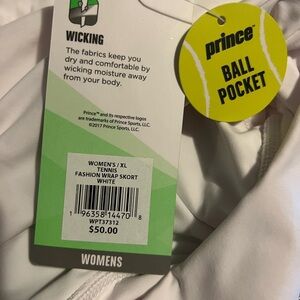 WICKING
The fabrics keep you
dry and comfortable by
wicking moisture away
from your body.
Prince™ and its respective logos
are trademarks of Prince Sports, LLC.
©2017 Prince Sports, LLC.
WOMEN'S / XL
TENNIS
FASHION WRAP SKORT
WHITE
1 96358 14470 8
WPT37312
$50.00
WOMENS
prince
BALL
POCKET